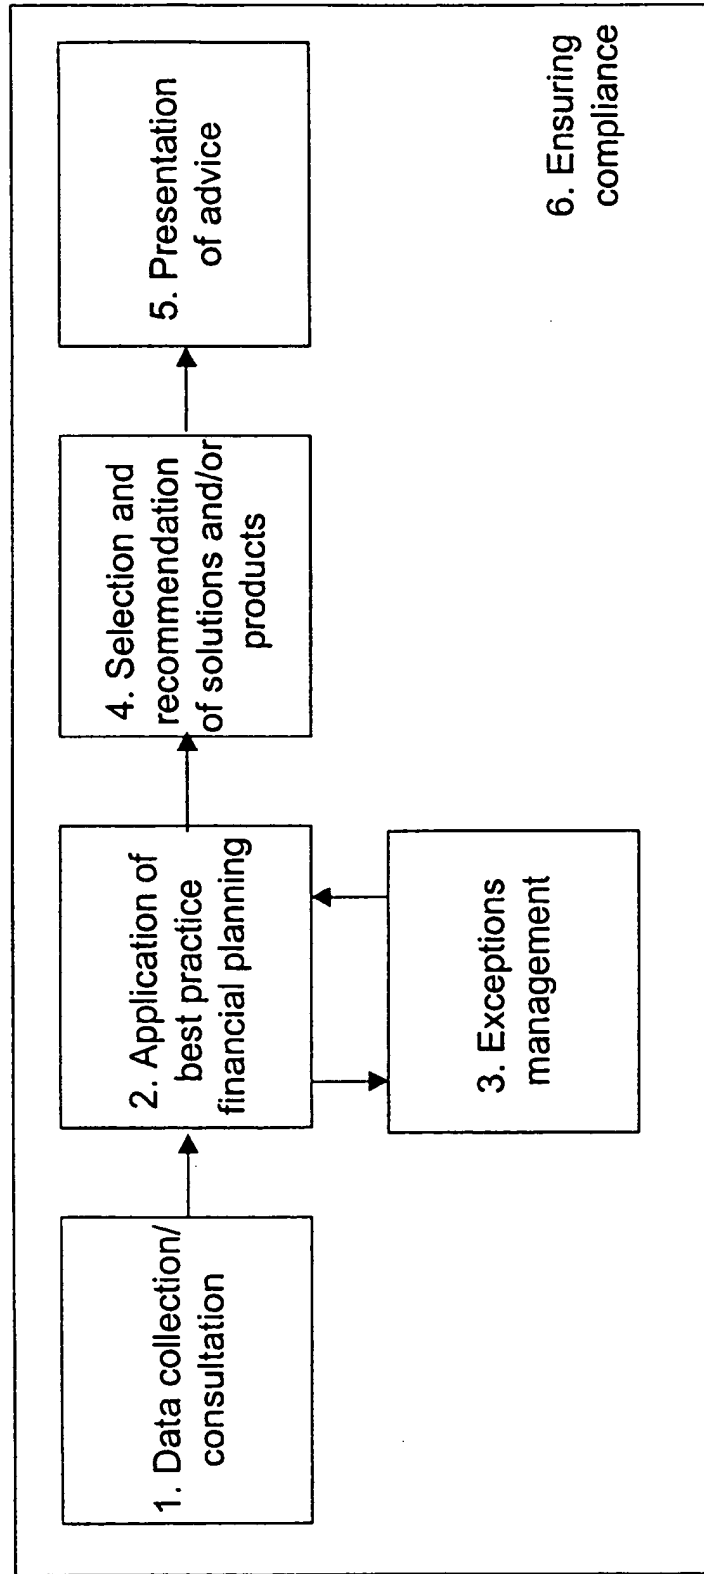 1. Data collection/
consultation
2. Application of
best practice
financial planning
3. Exceptions
management
4. Selection and
recommendation
of solutions and/or
products
5. Presentation
of advice
6. Ensuring
compliance